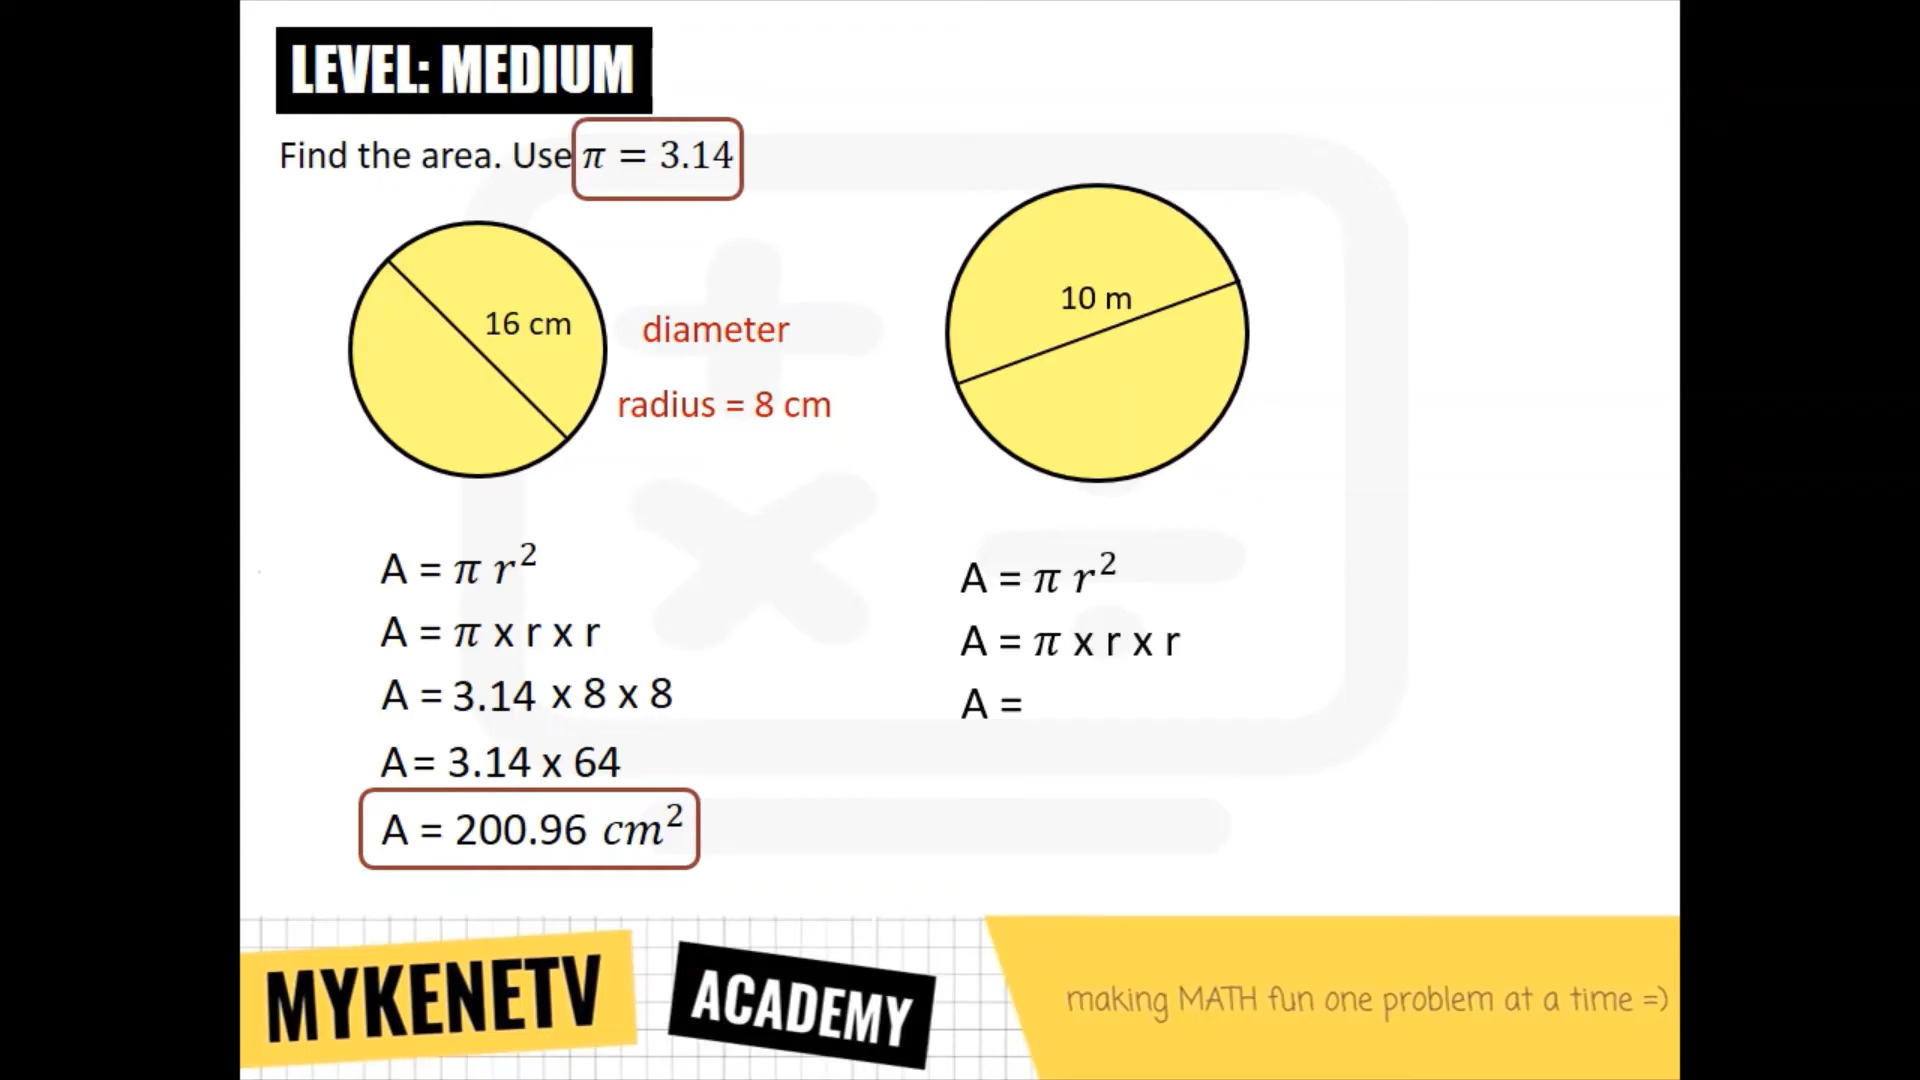 LEVEL: MEDIUM
Find the area. Use π = 3.14
16 cm
diameter
radius = 8 cm
10 m
A = π r²
A = π x r x r
A = 3.14 x 8 x 8
A= 3.14 x 64
A = 200.96 cm²
A = π r²
A = π x r x r
A =
MYKENETV
ACADEMY
making MATH fun one problem at a time =)